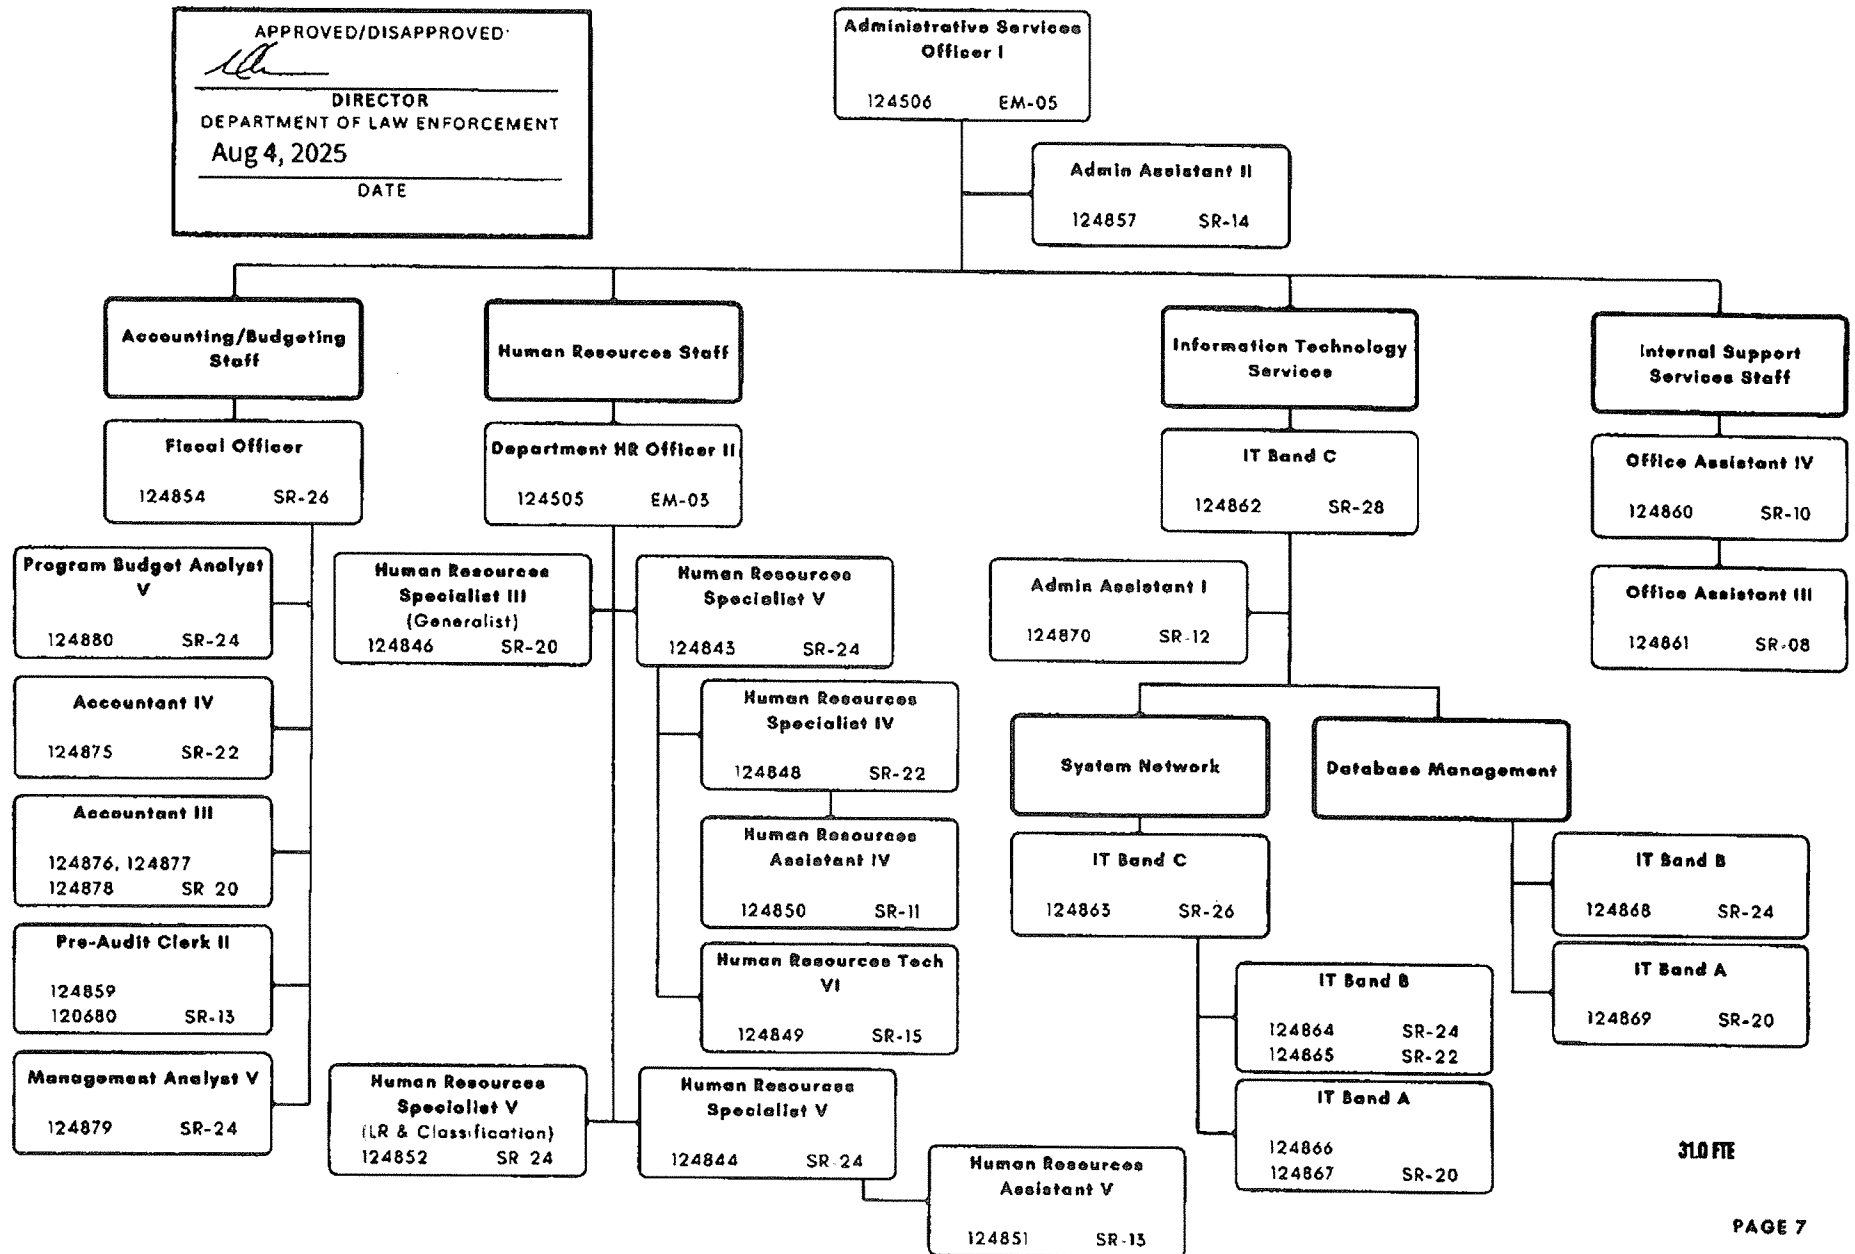 APPROVED/DISAPPROVED
DIRECTOR
DEPARTMENT OF LAW ENFORCEMENT
Aug 4, 2025
DATE
Administrative Services
Officer I
124506 EM-05
Admin Assistant II
124857 SR-14
Accounting/Budgeting
Staff
Human Resources Staff
Information Technology
Services
Internal Support
Services Staff
Fiscal Officer
124854 SR-26
Department HR Officer II
124505 EM-03
IT Band C
124862 SR-28
Office Assistant IV
124860 SR-10
Program Budget Analyst
V
124880 SR-24
Human Resources
Specialist III
(Generalist)
124846 SR-20
Human Resources
Specialist V
124843 SR-24
Admin Assistant I
124870 SR-12
Office Assistant III
124861 SR-08
Accountant IV
124875 SR-22
Human Resources
Specialist IV
124848 SR-22
System Network
Database Management
Accountant III
124876, 124877
124878 SR 20
Human Resources
Assistant IV
124850 SR-11
IT Band C
124863 SR-26
IT Band B
124868 SR-24
Pre-Audit Clerk II
124859
120680 SR-13
Human Resources Tech
VI
124849 SR-15
IT Band B
124864 SR-24
124865 SR-22
IT Band A
124869 SR-20
Management Analyst V
124879 SR-24
Human Resources
Specialist V
(LR & Classification)
124852 SR 24
Human Resources
Specialist V
124844 SR-24
IT Band A
124866
124867 SR-20
Human Resources
Assistant V
124851 SR-13
31.0 FTE
PAGE 7